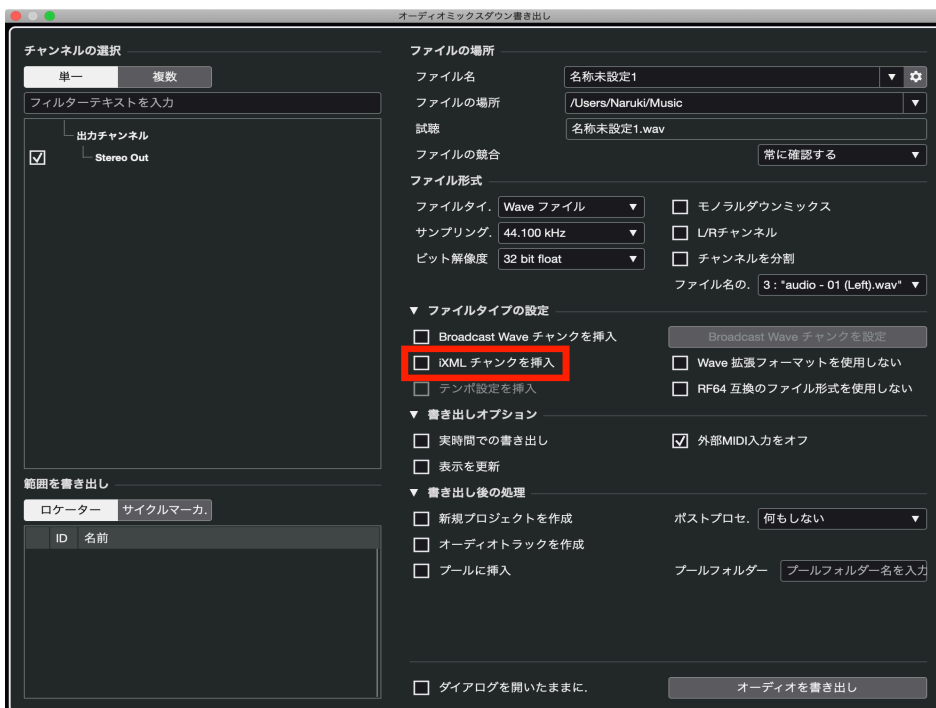 オーディオミックスダウン書き出し
チャンネルの選択
単一 複数
フィルターテキストを入力
出力チャンネル
Stereo Out
範囲を書き出し
ロケーター サイクルマーカ.
ID 名前
ファイルの場所
ファイル名 名称未設定1
ファイルの場所 /Users/Naruki/Music
試聴 名称未設定1.wav
ファイルの競合 常に確認する
ファイル形式
ファイルタイ. Wave ファイル モノラルダウンミックス
サンプリング. 44.100 kHz L/Rチャンネル
ビット解像度 32 bit float チャンネルを分割
ファイル名の. 3 : "audio - 01 (Left).wav"
ファイルタイプの設定
Broadcast Wave チャンクを挿入 Broadcast Wave チャンクを設定
iXML チャンクを挿入 Wave 拡張フォーマットを使用しない
テンポ設定を挿入 RF64 互換のファイル形式を使用しない
書き出しオプション
実時間での書き出し 外部MIDI入力をオフ
表示を更新
書き出し後の処理
新規プロジェクトを作成 ポストプロセ. 何もしない
オーディオトラックを作成
プールに挿入 プールフォルダー プールフォルダー名を入力
ダイアログを開いたままに. オーディオを書き出し